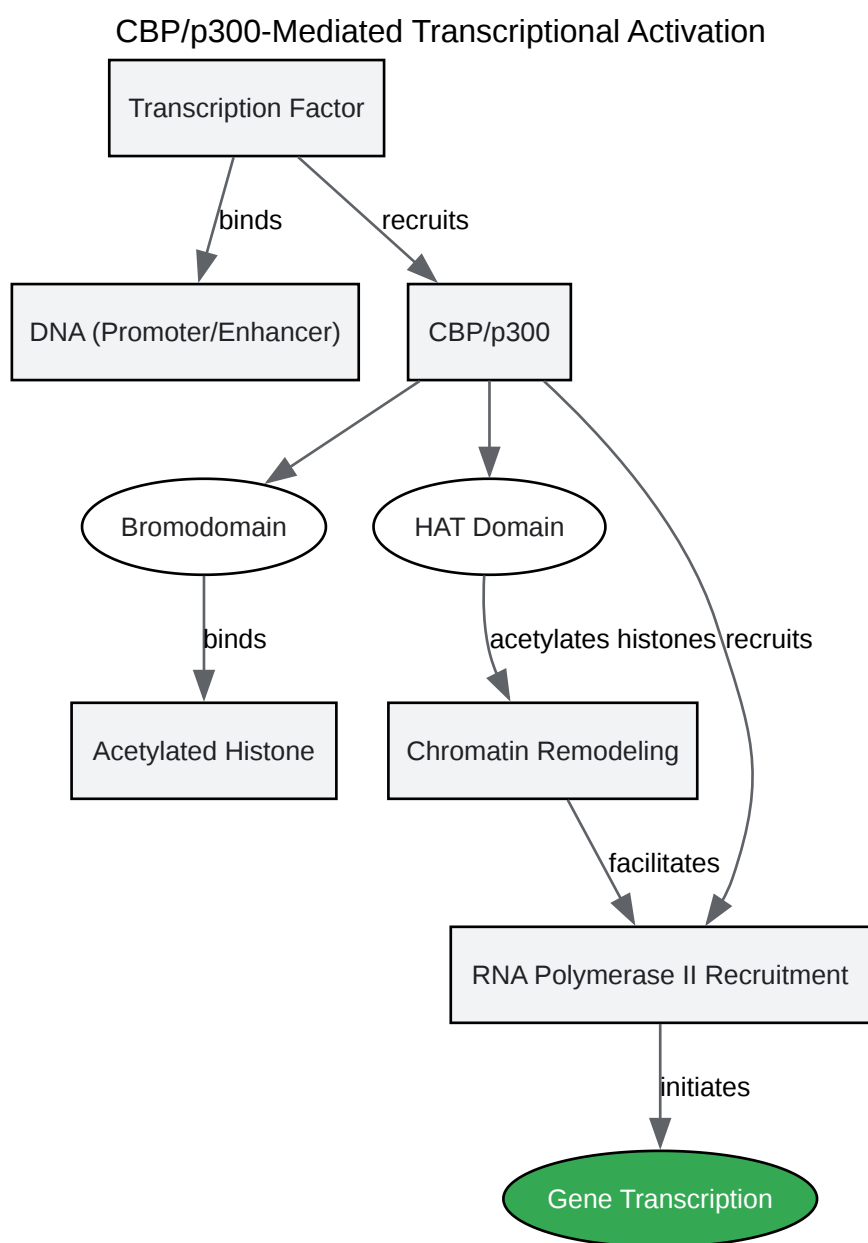 CBP/p300-Mediated Transcriptional Activation
Transcription Factor
binds
recruits
DNA (Promoter/Enhancer)
CBP/p300
Bromodomain
HAT Domain
binds
acetylates histones
recruits
Acetylated Histone
Chromatin Remodeling
facilitates
RNA Polymerase II Recruitment
initiates
Gene Transcription